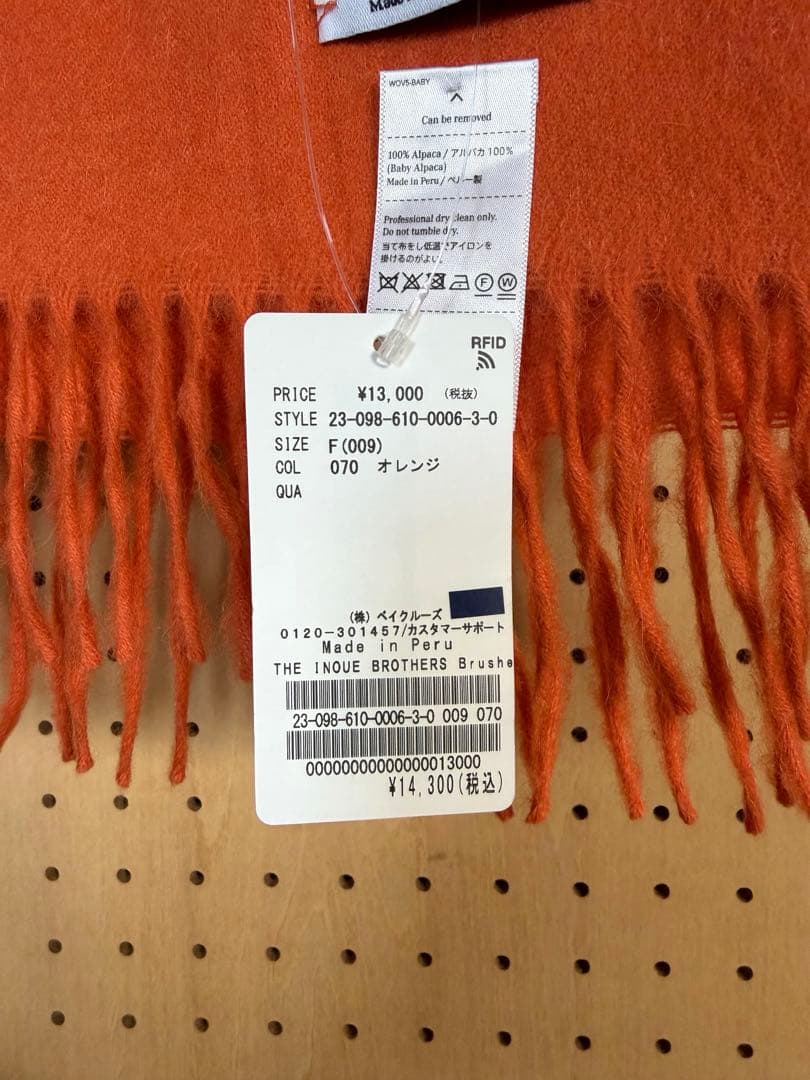 Made
WOV5-BABY
Can be removed
100% Alpaca / アルパカ 100%
(Baby Alpaca)
Made in Peru / ペルー製
Professional dry clean only.
Do not tumble dry.
当て布をし低温でアイロンを
掛けるのがよい。
F W
RFID
PRICE ¥13,000 (税抜)
STYLE 23-098-610-0006-3-0
SIZE F(009)
COL 070 オレンジ
QUA
(株) ベイクルーズ
0120-301457/カスタマーサポート
Made in Peru
THE INOUE BROTHERS Brushe
23-098-610-0006-3-0 009 070
00000000000000013000
¥14,300(税込)